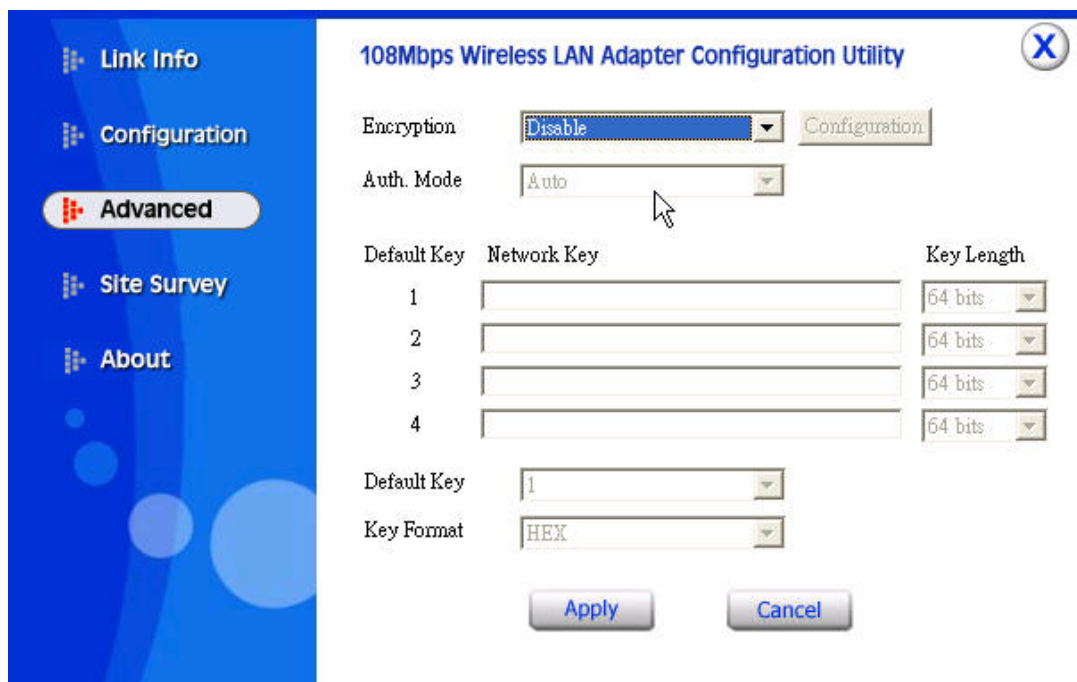 Link Info
Configuration
Advanced
Site Survey
About
108Mbps Wireless LAN Adapter Configuration Utility
X
Encryption Disable Configuration
Auth. Mode Auto
Default Key Network Key Key Length
1 64 bits
2 64 bits
3 64 bits
4 64 bits
Default Key 1
Key Format HEX
Apply Cancel